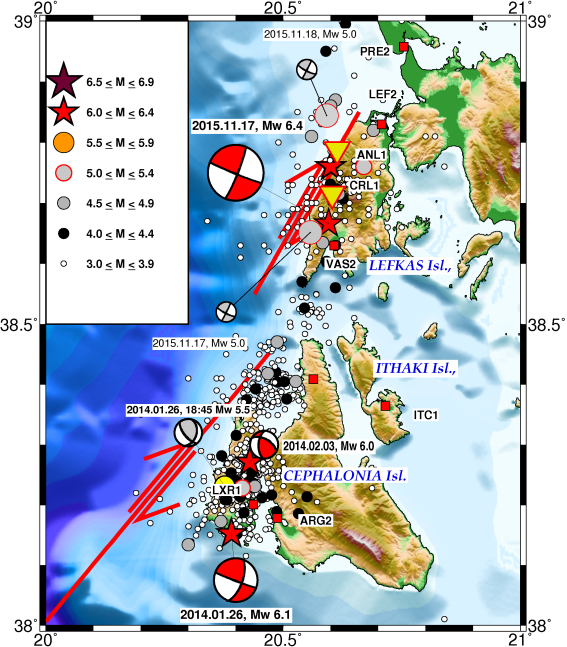 20˚ 20.5˚ 21˚
39˚ 39˚
2015.11.18, Mw 5.0
PRE2
6.5 ≤ M ≤ 6.9
LEF2
6.0 ≤ M ≤ 6.4
2015.11.17, Mw 6.4
5.5 ≤ M ≤ 5.9
ANL1
5.0 ≤ M ≤ 5.4
CRL1
4.5 ≤ M ≤ 4.9
4.0 ≤ M ≤ 4.4
3.0 ≤ M ≤ 3.9
VAS2
LEFKAS Isl.,
38.5˚ 38.5˚
2015.11.17, Mw 5.0
ITHAKI Isl.,
2014.01.26, 18:45 Mw 5.5
ITC1
2014.02.03, Mw 6.0
CEPHALONIA Isl.
LXR1
ARG2
2014.01.26, Mw 6.1
38˚ 38˚
20˚ 20.5˚ 21˚